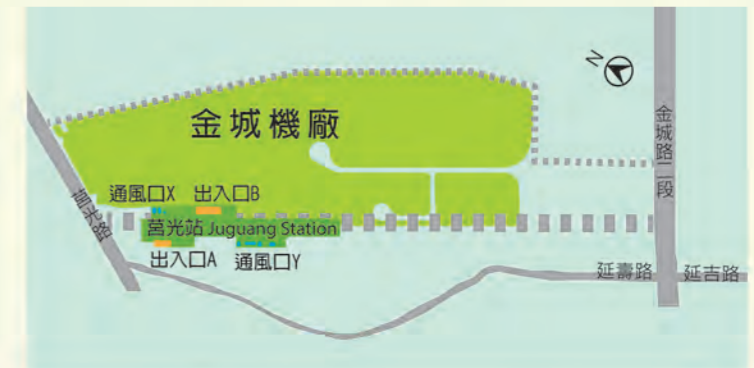 N
金城機廠
金城路二段
通風口X
出入口B
莒光路
莒光站 Juguang Station
出入口A
通風口Y
延壽路
延吉路